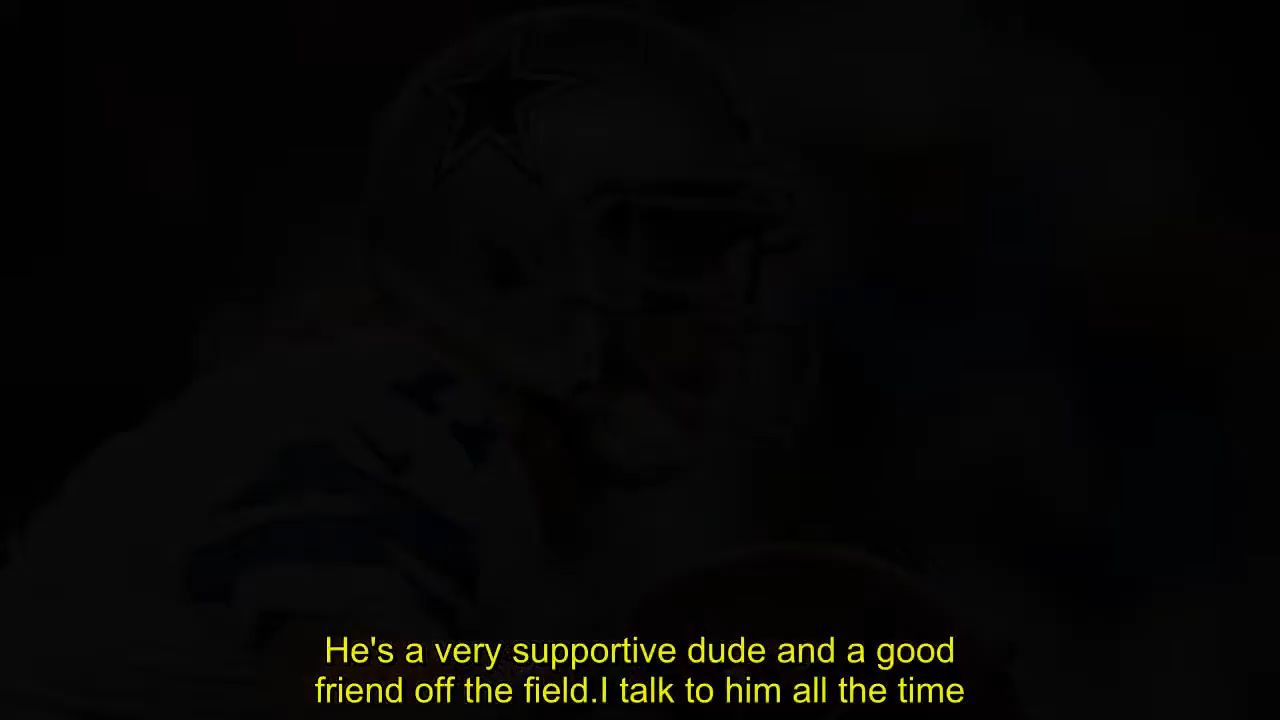 He's a very supportive dude and a good
friend off the field.I talk to him all the time